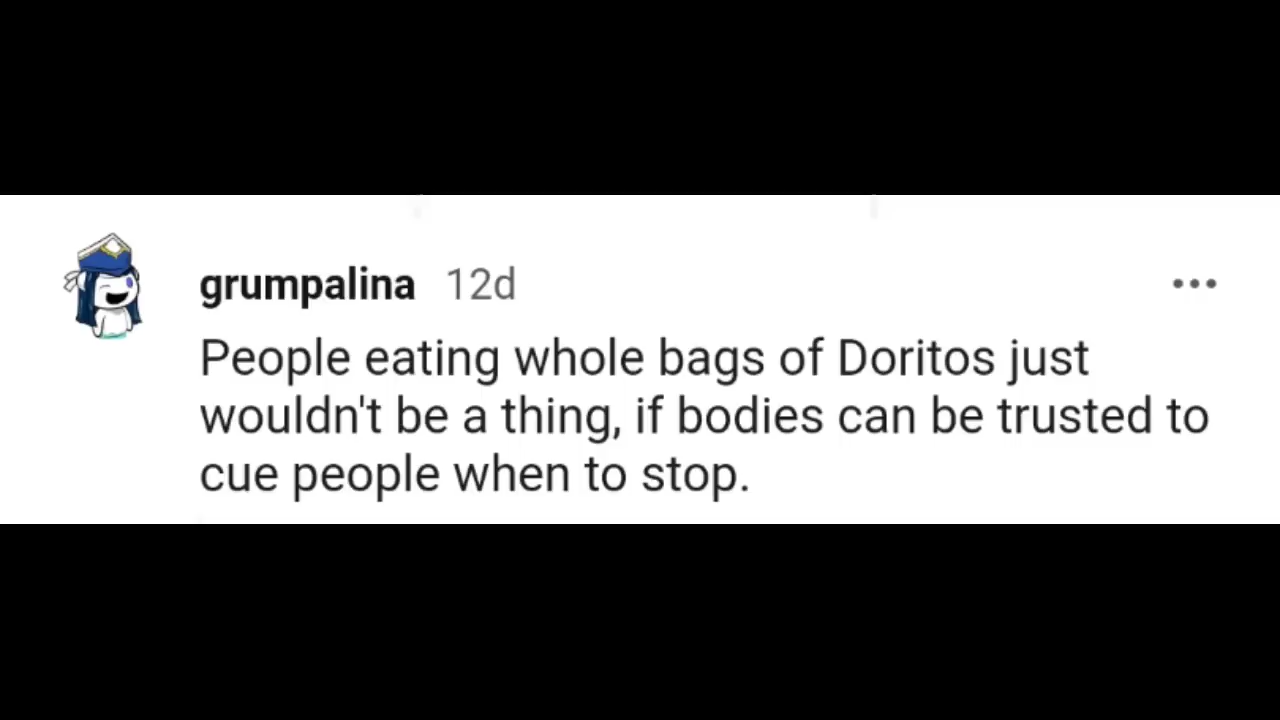 grumpalina 12d
People eating whole bags of Doritos just
wouldn't be a thing, if bodies can be trusted to
cue people when to stop.